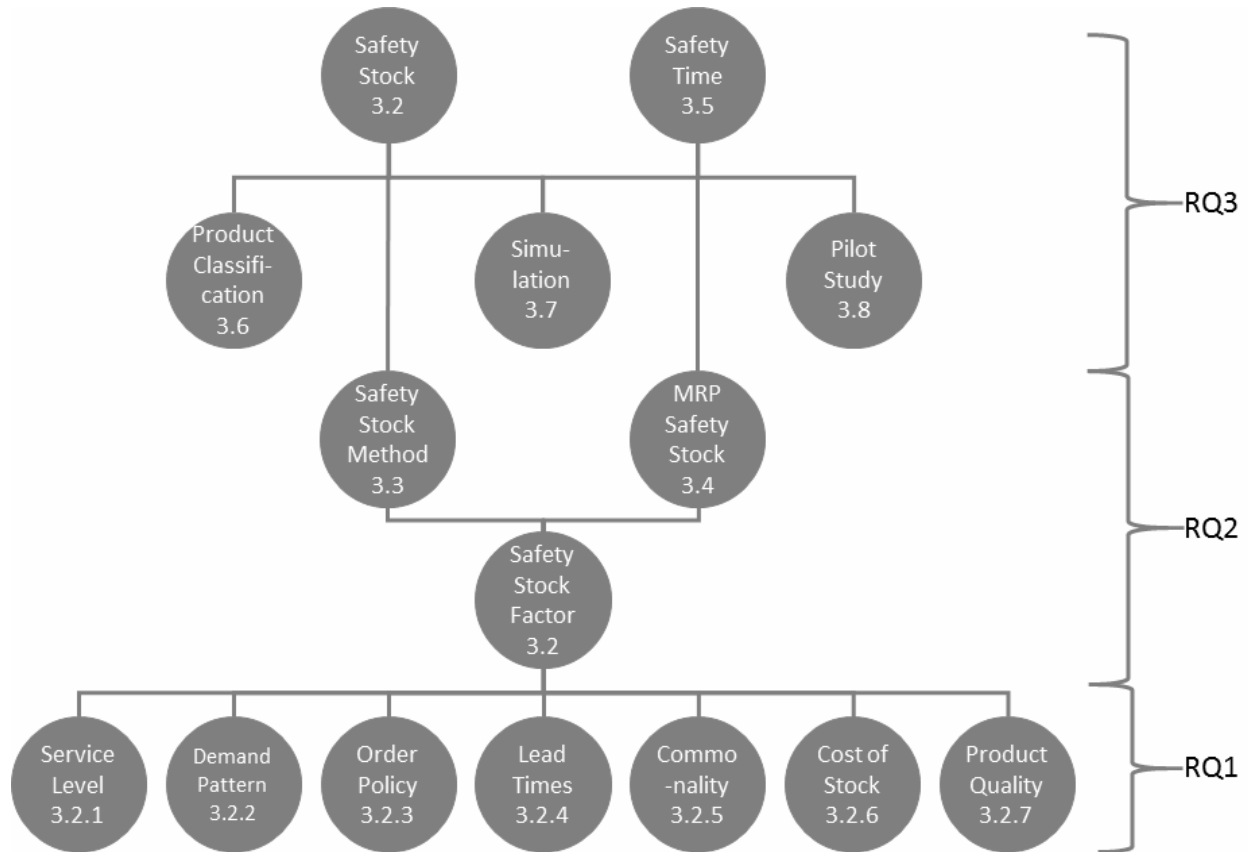 Safety
Stock
3.2
Safety
Time
3.5
RQ3
Product
Classifi-
cation
3.6
Simu-
lation
3.7
Pilot
Study
3.8
Safety
Stock
Method
3.3
MRP
Safety
Stock
3.4
RQ2
Safety
Stock
Factor
3.2
Service
Level
3.2.1
Demand
Pattern
3.2.2
Order
Policy
3.2.3
Lead
Times
3.2.4
Commo
-nality
3.2.5
Cost of
Stock
3.2.6
Product
Quality
3.2.7
RQ1